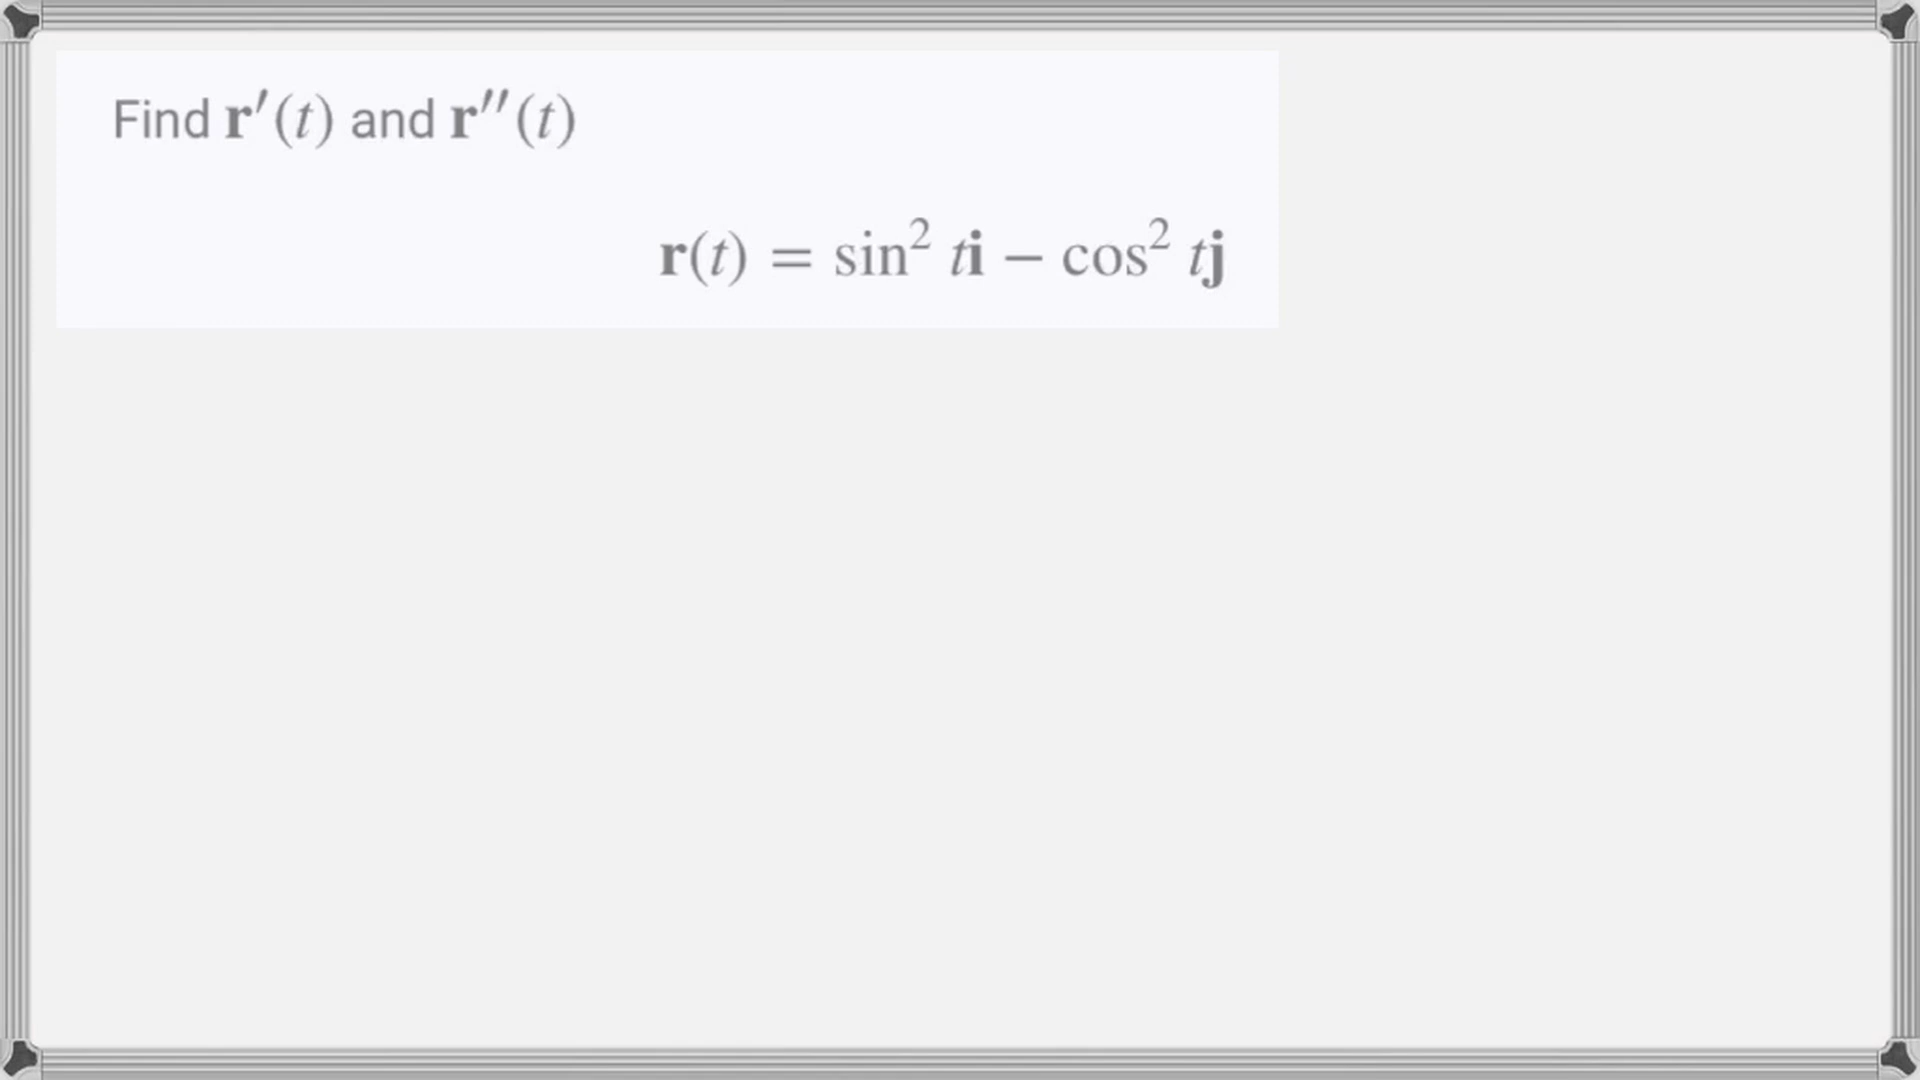 Find r′(t) and r″(t)
r(t) = sin² ti − cos² tj